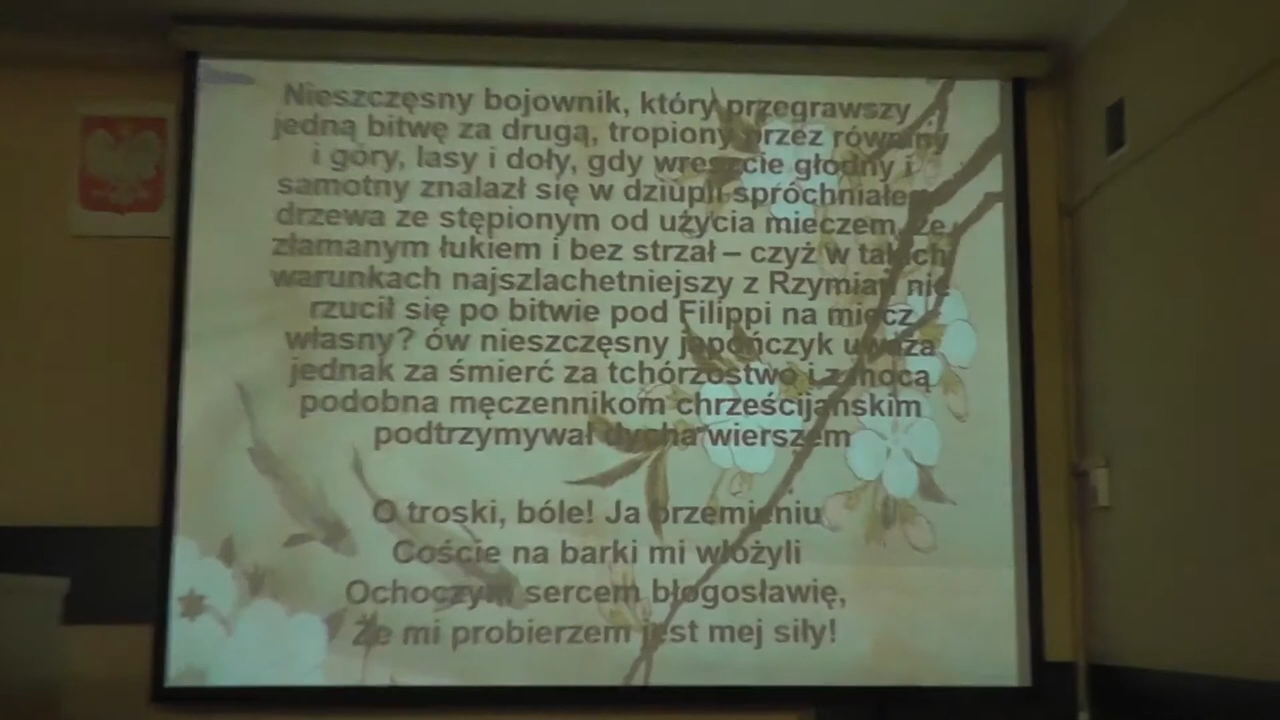 Nieszczęsny bojownik, który przegrawszy
jedną bitwę za drugą, tropiony przez równiny
i góry, lasy i doły, gdy wreszcie głodny i
samotny znalazł się w dziupli spróchniałe
drzewa ze stępionym od użycia mieczem, ze
złamanym łukiem i bez strzał – czyż w takich
warunkach najszlachetniejszy z Rzymian nie
rzucił się po bitwie pod Filippi na miecz
własny? ów nieszczęsny japończyk uważa
jednak za śmierć za tchórzostwo i z mocą
podobna męczennikom chrześcijańskim
podtrzymywał dycha wierszem
O troski, bóle! Ja brzemieniu
Coście na barki mi włożyli
Ochoczym sercem błogosławię,
Że mi probierzem jest mej siły!